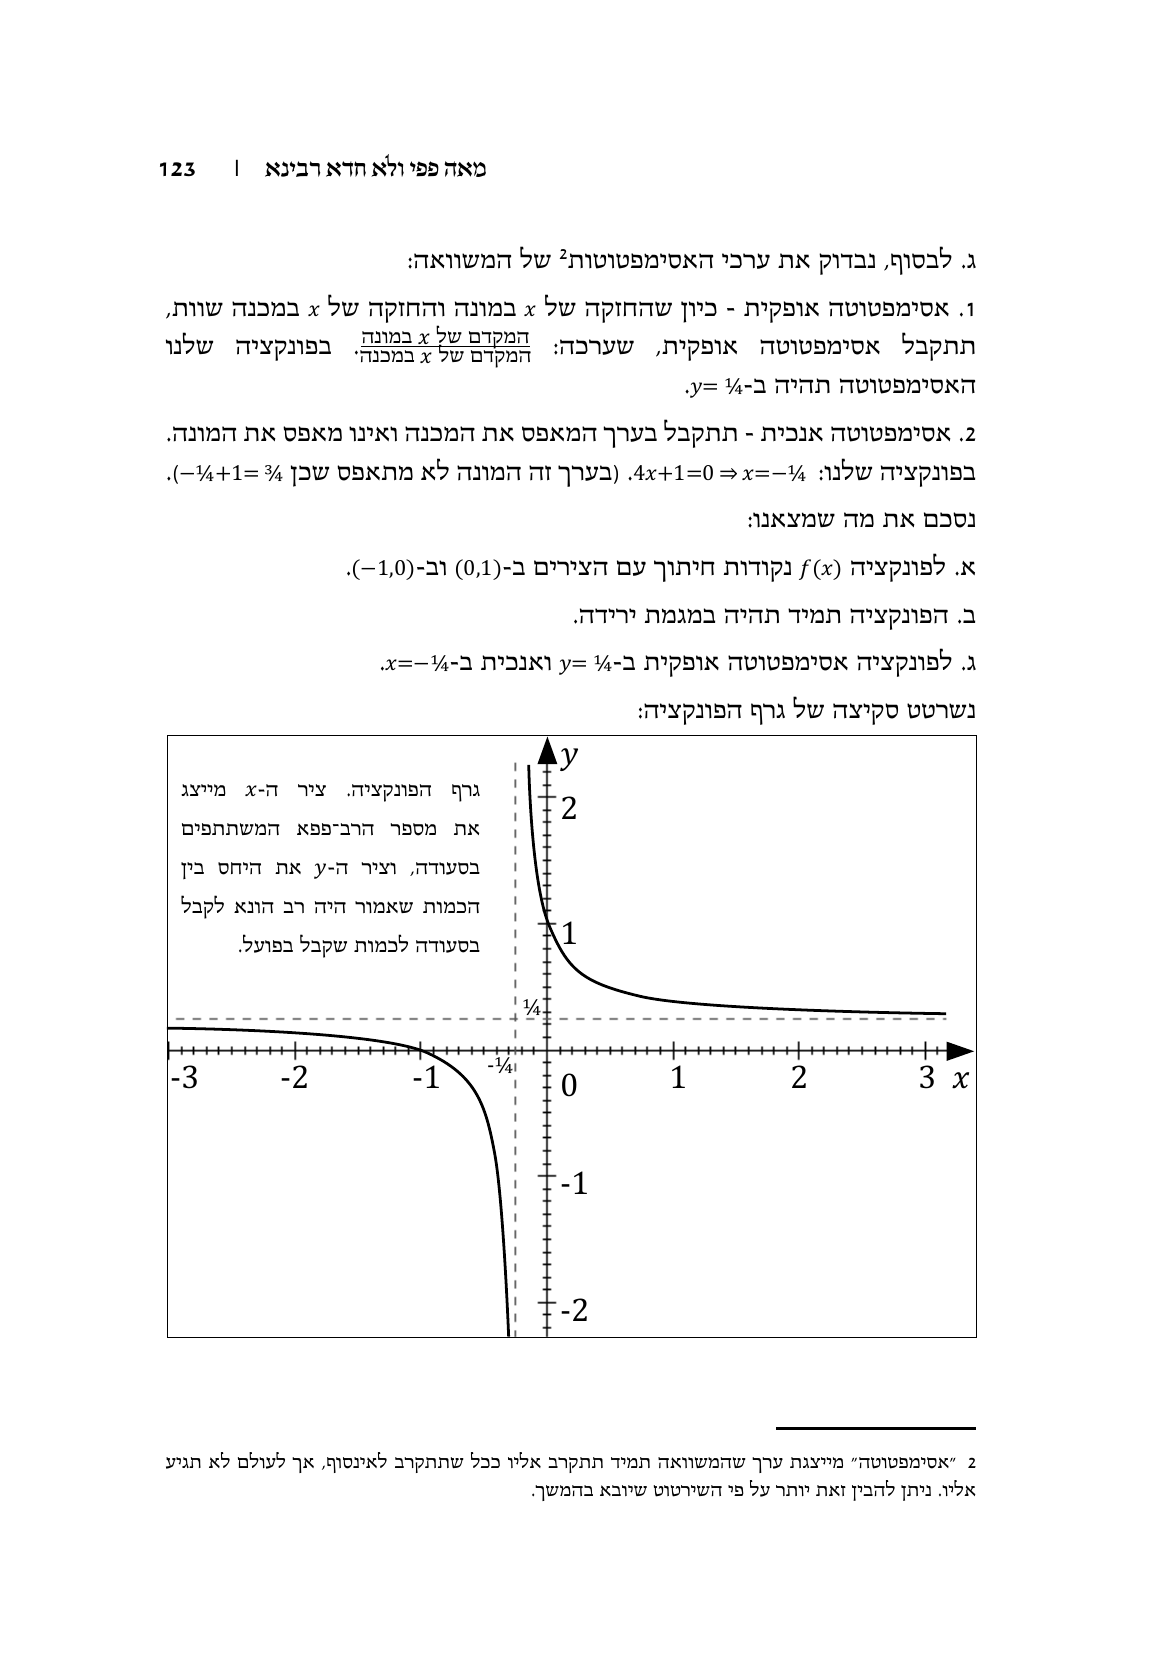 מאה פפי ולא חדא רבינא | 123
ג. לבסוף, נבדוק את ערכי האסימפטוטות² של המשוואה:
1. אסימפטוטה אופקית - כיון שהחזקה של x במונה והחזקה של x במכנה שוות,
תתקבל אסימפטוטה אופקית, שערכה: המקדם של x במונה / המקדם של x במכנה. בפונקציה שלנו
האסימפטוטה תהיה ב-y= ¼.
2. אסימפטוטה אנכית - תתקבל בערך המאפס את המכנה ואינו מאפס את המונה.
בפונקציה שלנו: 4x+1=0 ⇒ x=−¼. (בערך זה המונה לא מתאפס שכן −¼+1= ¾).
נסכם את מה שמצאנו:
א. לפונקציה f(x) נקודות חיתוך עם הצירים ב-(0,1) וב-(−1,0).
ב. הפונקציה תמיד תהיה במגמת ירידה.
ג. לפונקציה אסימפטוטה אופקית ב-y= ¼ ואנכית ב-x=−¼.
נשרטט סקיצה של גרף הפונקציה:
גרף הפונקציה. ציר ה-x מייצג
את מספר הרב־פפא המשתתפים
בסעודה, וציר ה-y את היחס בין
הכמות שאמור היה רב הונא לקבל
בסעודה לכמות שקבל בפועל.
y
2
1
¼
-¼
-3 -2 -1 0 1 2 3 x
-1
-2
2 ״אסימפטוטה״ מייצגת ערך שהמשוואה תמיד תתקרב אליו ככל שתתקרב לאינסוף, אך לעולם לא תגיע
אליו. ניתן להבין זאת יותר על פי השירטוט שיובא בהמשך.